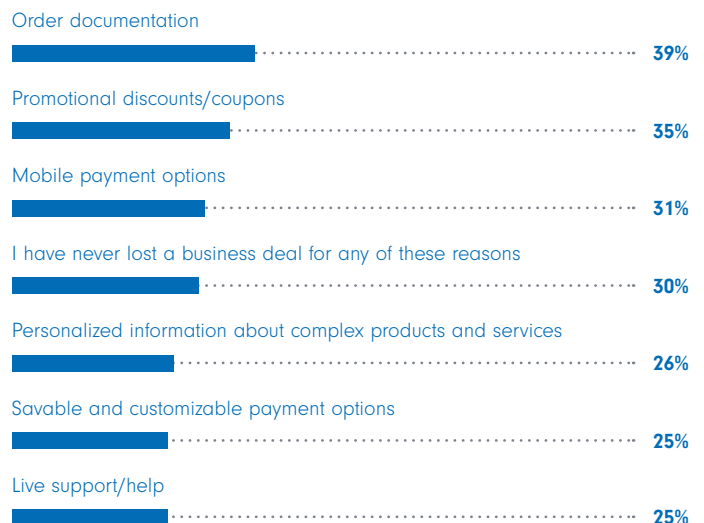 Order documentation
39%
Promotional discounts/coupons
35%
Mobile payment options
31%
I have never lost a business deal for any of these reasons
30%
Personalized information about complex products and services
26%
Savable and customizable payment options
25%
Live support/help
25%